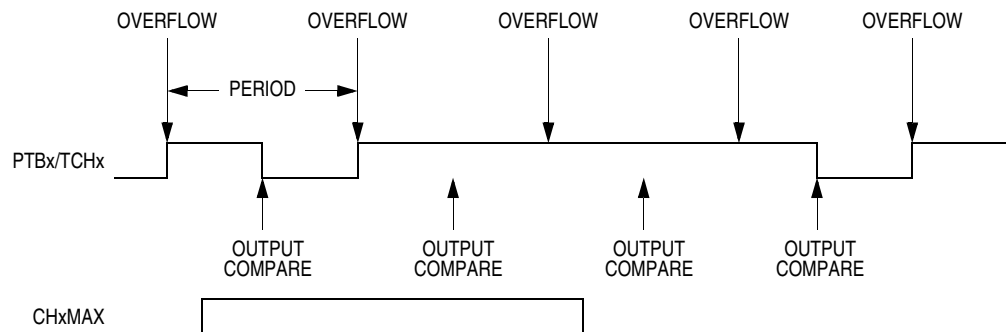 OVERFLOW OVERFLOW OVERFLOW OVERFLOW OVERFLOW
PERIOD
PTBx/TCHx
OUTPUT COMPARE
OUTPUT COMPARE
OUTPUT COMPARE
OUTPUT COMPARE
CHxMAX